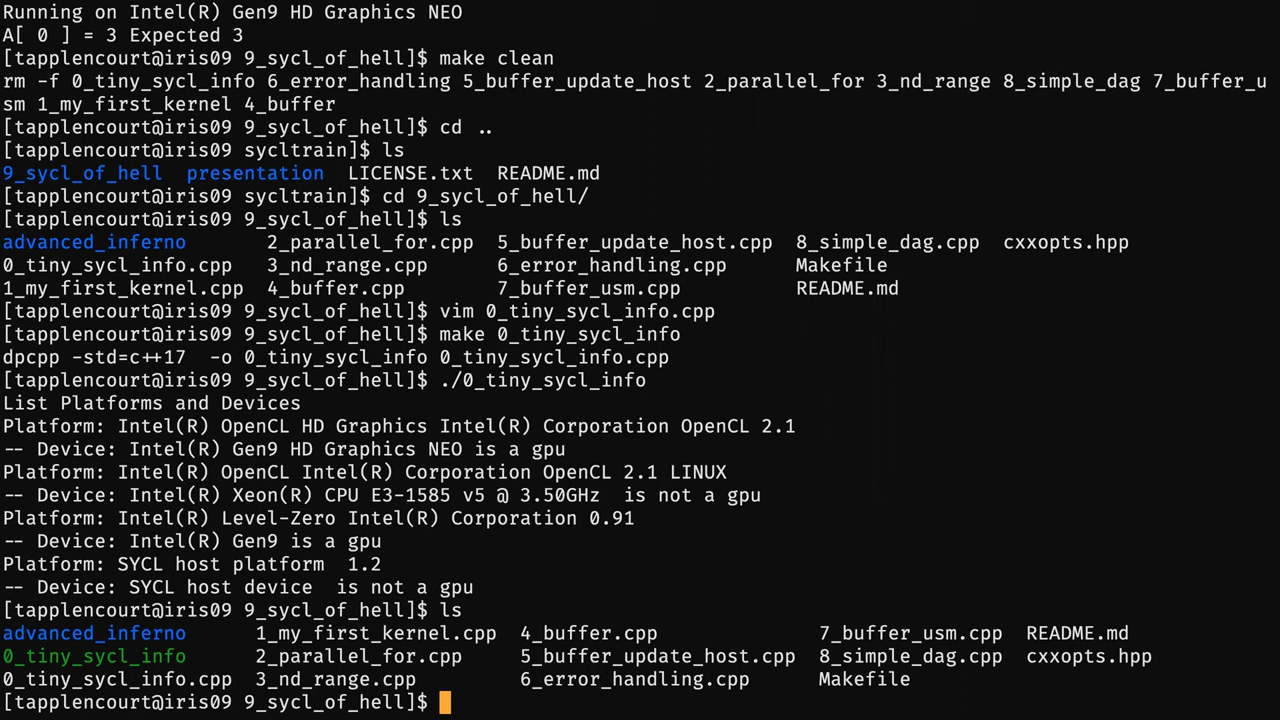 Running on Intel(R) Gen9 HD Graphics NEO
A[ 0 ] = 3 Expected 3
[tapplencourt@iris09 9_sycl_of_hell]$ make clean
rm -f 0_tiny_sycl_info 6_error_handling 5_buffer_update_host 2_parallel_for 3_nd_range 8_simple_dag 7_buffer_u
sm 1_my_first_kernel 4_buffer
[tapplencourt@iris09 9_sycl_of_hell]$ cd ..
[tapplencourt@iris09 sycltrain]$ ls
9_sycl_of_hell  presentation  LICENSE.txt  README.md
[tapplencourt@iris09 sycltrain]$ cd 9_sycl_of_hell/
[tapplencourt@iris09 9_sycl_of_hell]$ ls
advanced_inferno       2_parallel_for.cpp  5_buffer_update_host.cpp  8_simple_dag.cpp  cxxopts.hpp
0_tiny_sycl_info.cpp   3_nd_range.cpp      6_error_handling.cpp      Makefile
1_my_first_kernel.cpp  4_buffer.cpp        7_buffer_usm.cpp          README.md
[tapplencourt@iris09 9_sycl_of_hell]$ vim 0_tiny_sycl_info.cpp
[tapplencourt@iris09 9_sycl_of_hell]$ make 0_tiny_sycl_info
dpcpp -std=c++17  -o 0_tiny_sycl_info 0_tiny_sycl_info.cpp
[tapplencourt@iris09 9_sycl_of_hell]$ ./0_tiny_sycl_info
List Platforms and Devices
Platform: Intel(R) OpenCL HD Graphics Intel(R) Corporation OpenCL 2.1
-- Device: Intel(R) Gen9 HD Graphics NEO is a gpu
Platform: Intel(R) OpenCL Intel(R) Corporation OpenCL 2.1 LINUX
-- Device: Intel(R) Xeon(R) CPU E3-1585 v5 @ 3.50GHz  is not a gpu
Platform: Intel(R) Level-Zero Intel(R) Corporation 0.91
-- Device: Intel(R) Gen9 is a gpu
Platform: SYCL host platform  1.2
-- Device: SYCL host device  is not a gpu
[tapplencourt@iris09 9_sycl_of_hell]$ ls
advanced_inferno      1_my_first_kernel.cpp  4_buffer.cpp              7_buffer_usm.cpp  README.md
0_tiny_sycl_info      2_parallel_for.cpp     5_buffer_update_host.cpp  8_simple_dag.cpp  cxxopts.hpp
0_tiny_sycl_info.cpp  3_nd_range.cpp         6_error_handling.cpp      Makefile
[tapplencourt@iris09 9_sycl_of_hell]$